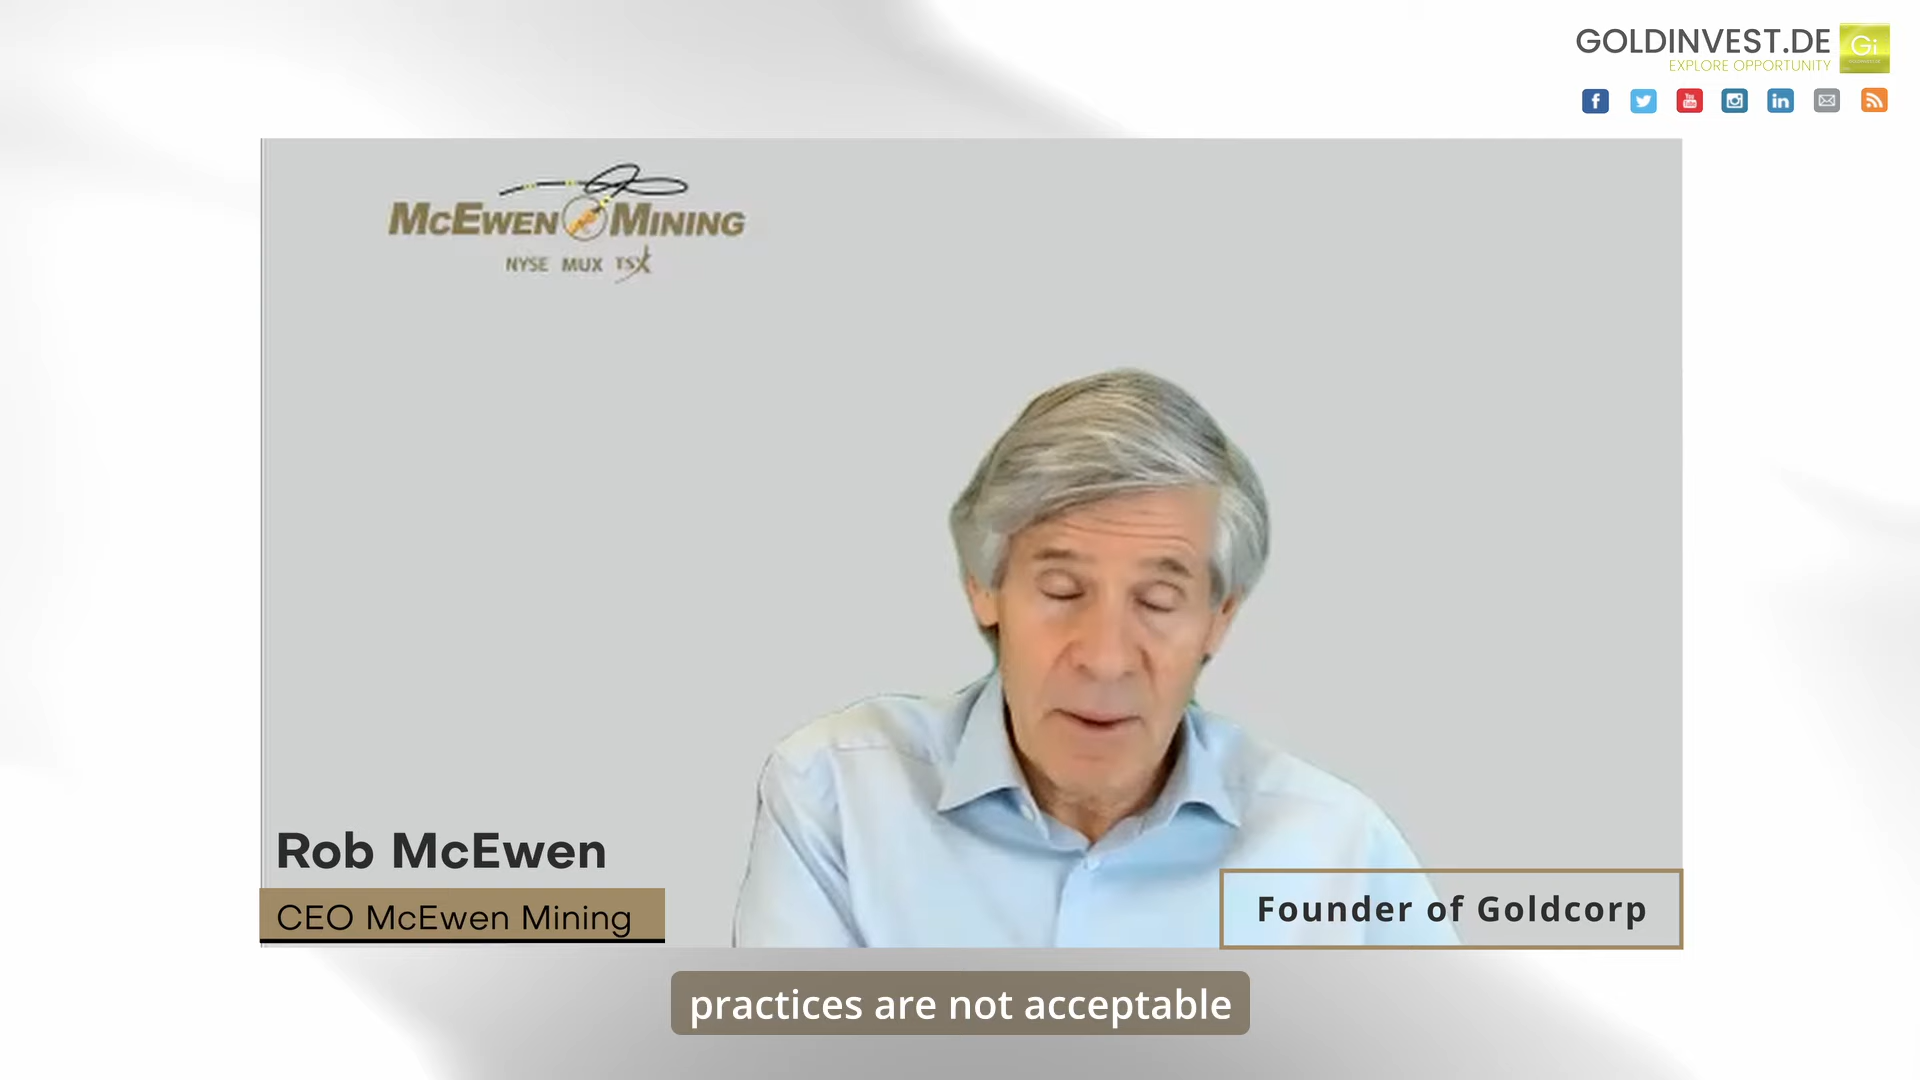 GOLDINVEST.DE
EXPLORE OPPORTUNITY
Gi
McEwen Mining
NYSE MUX TSX
Rob McEwen
CEO McEwen Mining
Founder of Goldcorp
practices are not acceptable